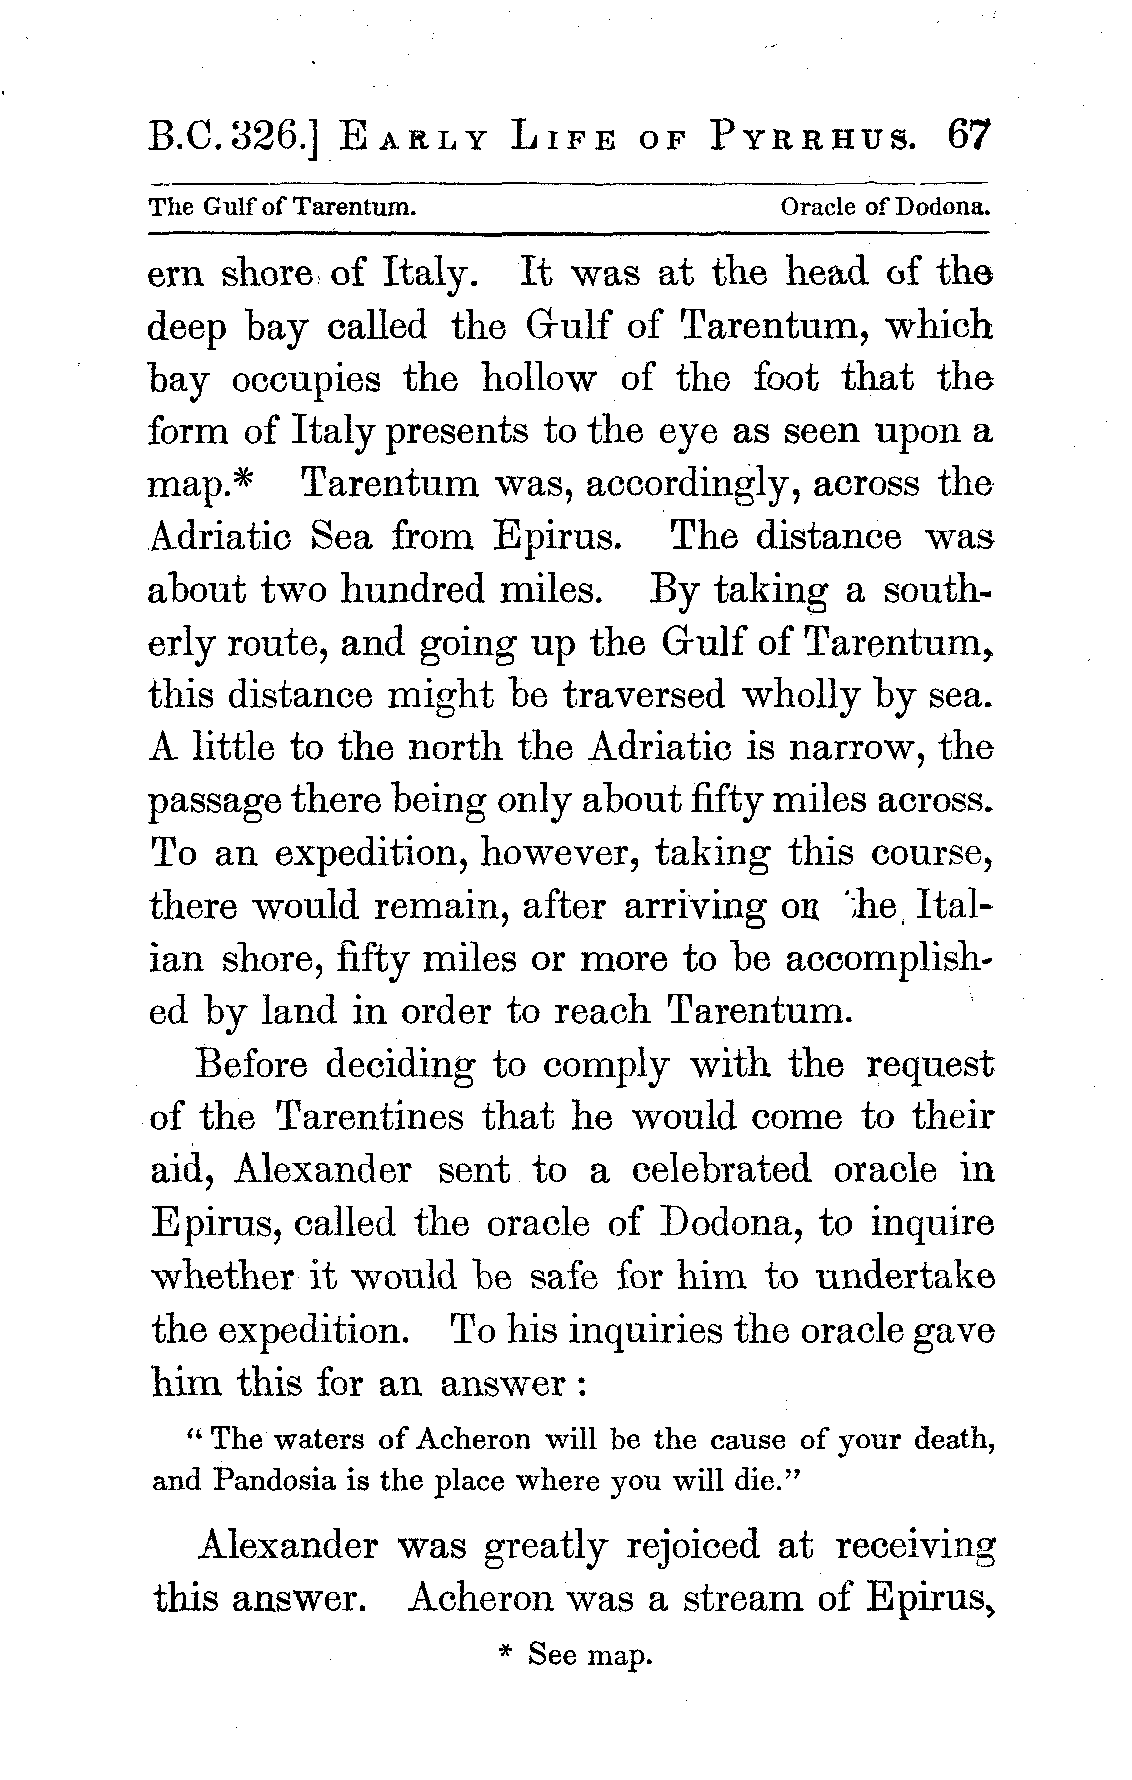 B.C. 326.] EARLY LIFE OF PYRRHUS. 67
The Gulf of Tarentum. Oracle of Dodona.
ern shore of Italy. It was at the head of the
deep bay called the Gulf of Tarentum, which
bay occupies the hollow of the foot that the
form of Italy presents to the eye as seen upon a
map.* Tarentum was, accordingly, across the
Adriatic Sea from Epirus. The distance was
about two hundred miles. By taking a south-
erly route, and going up the Gulf of Tarentum,
this distance might be traversed wholly by sea.
A little to the north the Adriatic is narrow, the
passage there being only about fifty miles across.
To an expedition, however, taking this course,
there would remain, after arriving on the Ital-
ian shore, fifty miles or more to be accomplish-
ed by land in order to reach Tarentum.
Before deciding to comply with the request
of the Tarentines that he would come to their
aid, Alexander sent to a celebrated oracle in
Epirus, called the oracle of Dodona, to inquire
whether it would be safe for him to undertake
the expedition. To his inquiries the oracle gave
him this for an answer :
“ The waters of Acheron will be the cause of your death,
and Pandosia is the place where you will die.”
Alexander was greatly rejoiced at receiving
this answer. Acheron was a stream of Epirus,
* See map.